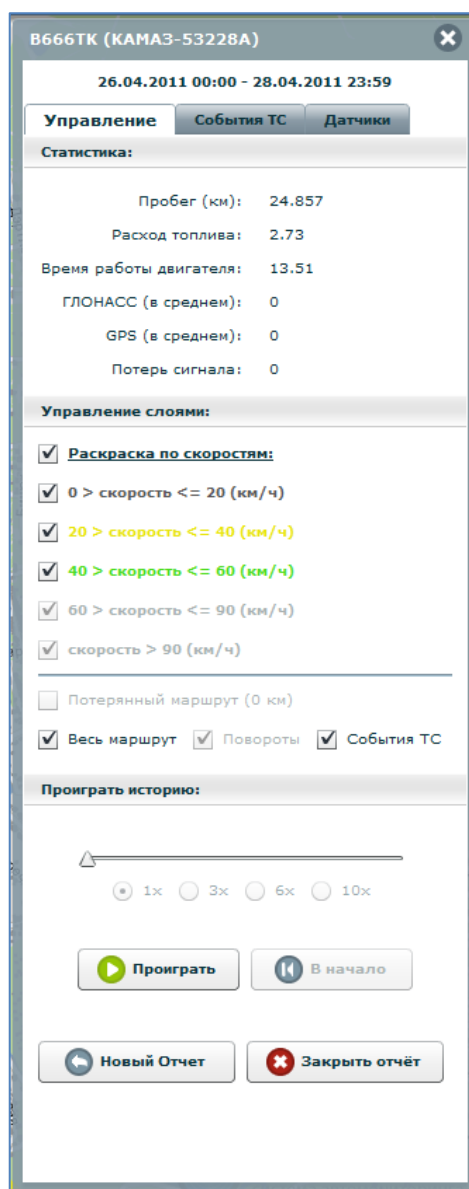 В666ТК (КАМАЗ-53228А)
26.04.2011 00:00 - 28.04.2011 23:59
Управление События ТС Датчики
Статистика:
Пробег (км): 24.857
Расход топлива: 2.73
Время работы двигателя: 13.51
ГЛОНАСС (в среднем): 0
GPS (в среднем): 0
Потерь сигнала: 0
Управление слоями:
Раскраска по скоростям:
0 > скорость <= 20 (км/ч)
20 > скорость <= 40 (км/ч)
40 > скорость <= 60 (км/ч)
60 > скорость <= 90 (км/ч)
скорость > 90 (км/ч)
Потерянный маршрут (0 км)
Весь маршрут Повороты События ТС
Проиграть историю:
1x 3x 6x 10x
Проиграть В начало
Новый Отчет Закрыть отчёт